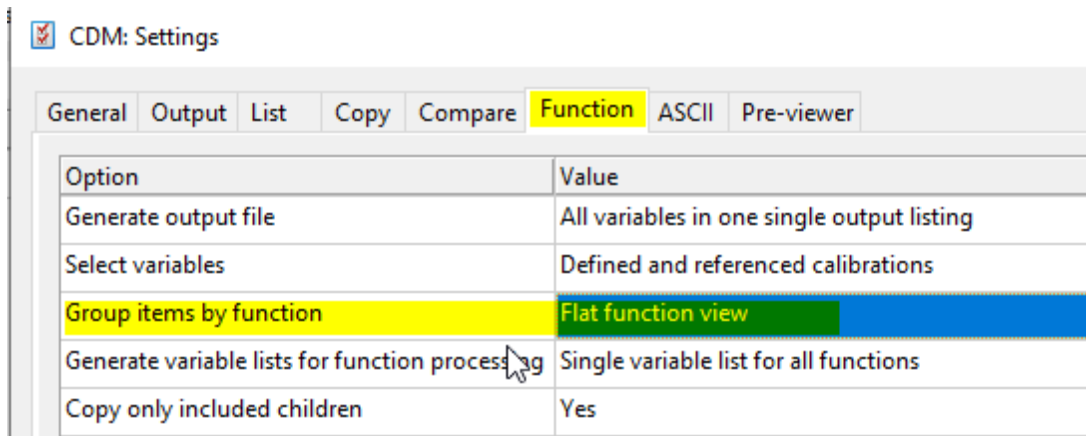 CDM: Settings
General Output List Copy Compare Function ASCII Pre-viewer
Option Value
Generate output file All variables in one single output listing
Select variables Defined and referenced calibrations
Group items by function Flat function view
Generate variable lists for function processing Single variable list for all functions
Copy only included children Yes